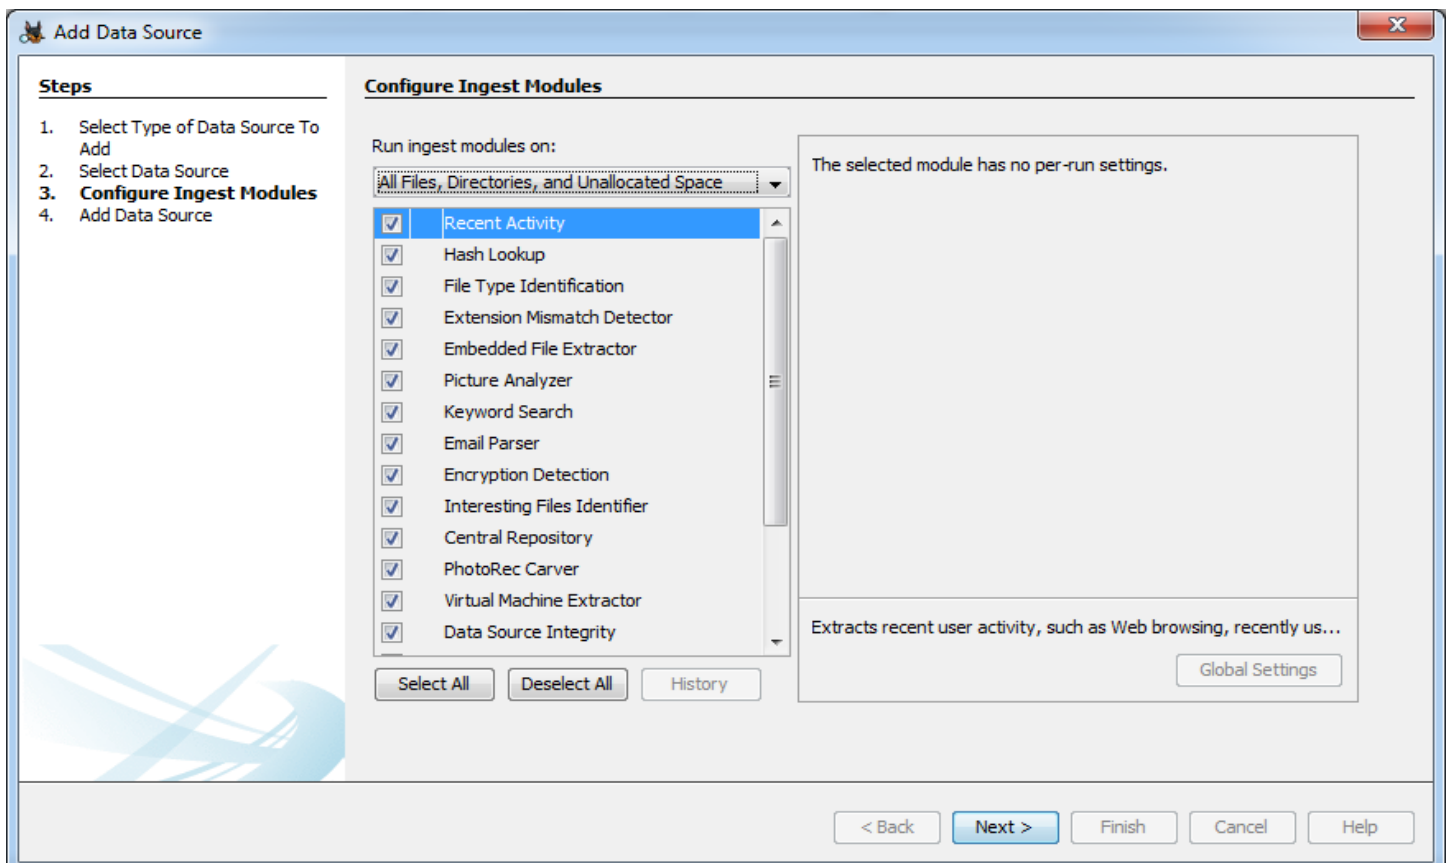 Add Data Source
Steps
1. Select Type of Data Source To
Add
2. Select Data Source
3. Configure Ingest Modules
4. Add Data Source
Configure Ingest Modules
Run ingest modules on:
All Files, Directories, and Unallocated Space
Recent Activity
Hash Lookup
File Type Identification
Extension Mismatch Detector
Embedded File Extractor
Picture Analyzer
Keyword Search
Email Parser
Encryption Detection
Interesting Files Identifier
Central Repository
PhotoRec Carver
Virtual Machine Extractor
Data Source Integrity
Select All
Deselect All
History
The selected module has no per-run settings.
Extracts recent user activity, such as Web browsing, recently us...
Global Settings
< Back
Next >
Finish
Cancel
Help